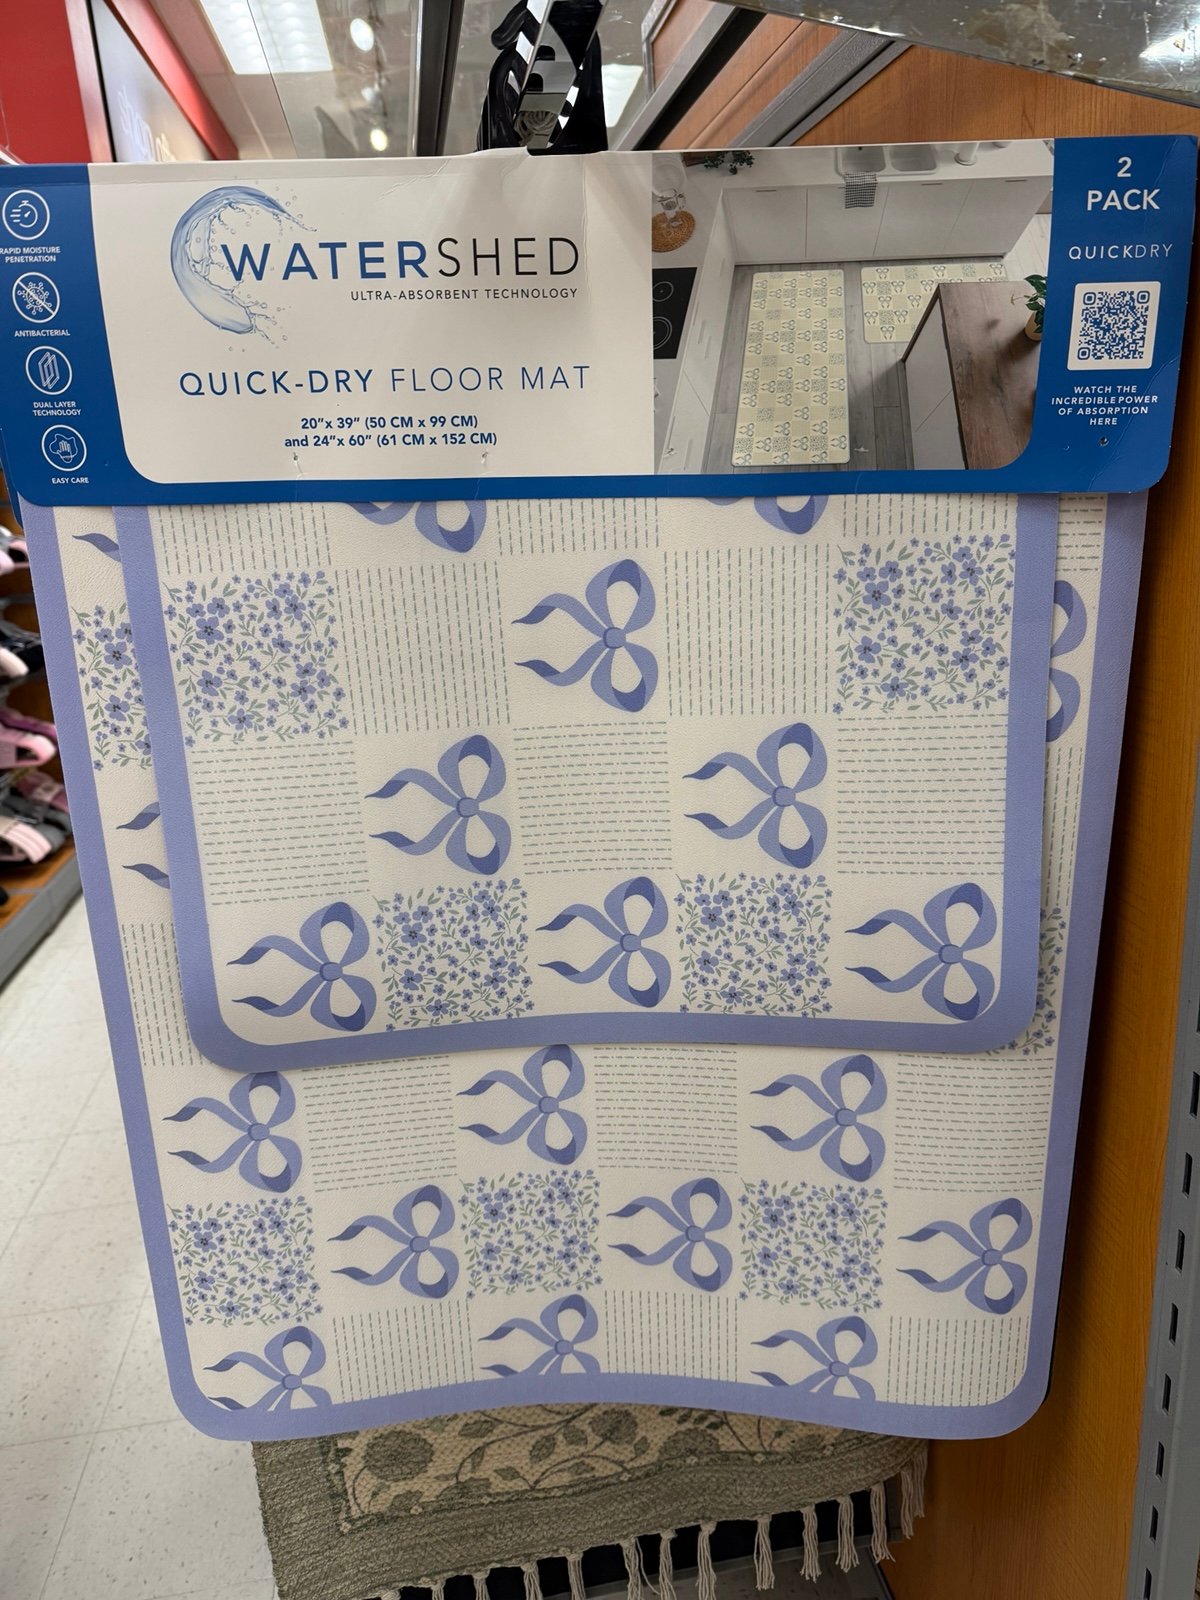 RAPID MOISTURE
PENETRATION
ANTIBACTERIAL
DUAL LAYER
TECHNOLOGY
EASY CARE
WATERSHED
ULTRA-ABSORBENT TECHNOLOGY
QUICK-DRY FLOOR MAT
20"x 39" (50 CM x 99 CM)
and 24"x 60" (61 CM x 152 CM)
2
PACK
QUICKDRY
WATCH THE
INCREDIBLE POWER
OF ABSORPTION
HERE